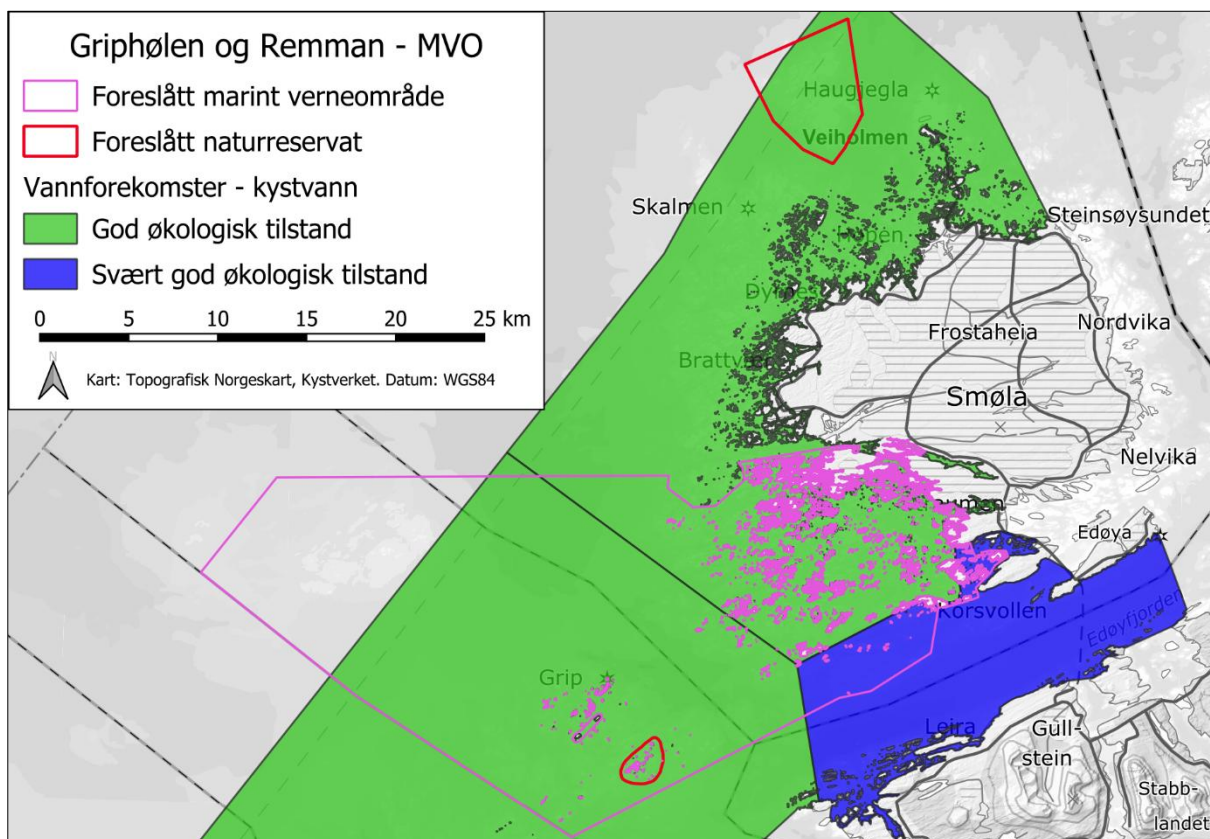 Griphølen og Remman - MVO
Foreslått marint verneområde
Foreslått naturreservat
Vannforekomster - kystvann
God økologisk tilstand
Svært god økologisk tilstand
0 5 10 15 20 25 km
N
Kart: Topografisk Norgeskart, Kystverket. Datum: WGS84
Haugjegla
Veiholmen
Skalmen
Steinsøysundet
Frostaheia
Nordvika
Smøla
Nelvika
Edøya
Korsvollen
Edøyfjorden
Grip
Leira
Gull-
stein
Stabb-
landet